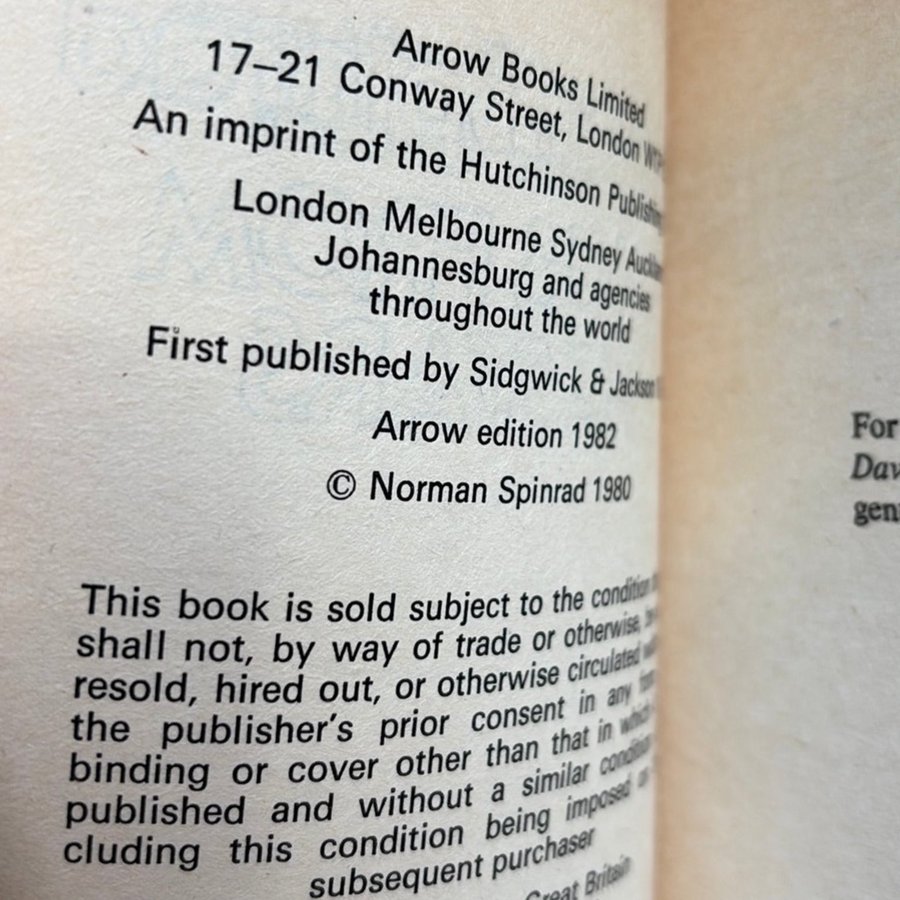 Arrow Books Limited
17–21 Conway Street, London
An imprint of the Hutchinson Publishing
London Melbourne Sydney
Johannesburg and agencies
throughout the world
First published by Sidgwick & Jackson
Arrow edition 1982
© Norman Spinrad 1980
This book is sold subject to the condition
shall not, by way of trade or otherwise,
resold, hired out, or otherwise circulated
the publisher's prior consent in any
binding or cover other than that in which
published and without a similar condition
cluding this condition being imposed
subsequent purchaser
Great Britain
For